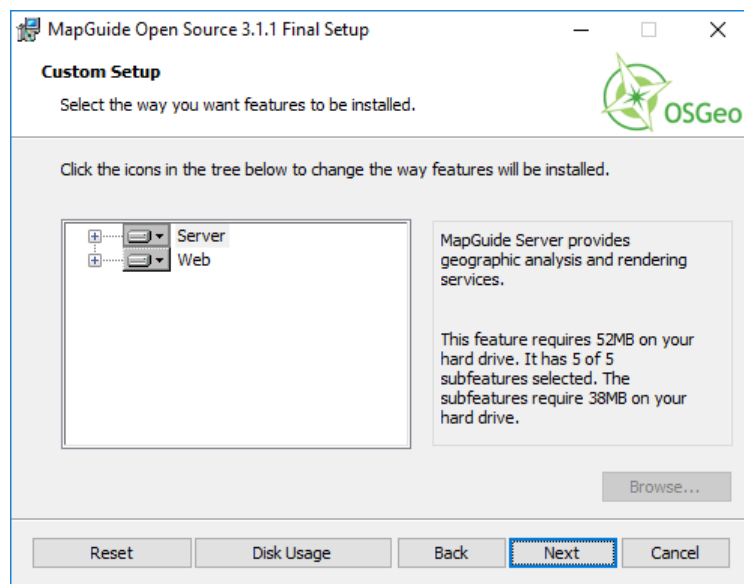 MapGuide Open Source 3.1.1 Final Setup
Custom Setup
Select the way you want features to be installed.
OSGeo
Click the icons in the tree below to change the way features will be installed.
Server
Web
MapGuide Server provides
geographic analysis and rendering
services.
This feature requires 52MB on your
hard drive. It has 5 of 5
subfeatures selected. The
subfeatures require 38MB on your
hard drive.
Browse...
Reset
Disk Usage
Back
Next
Cancel